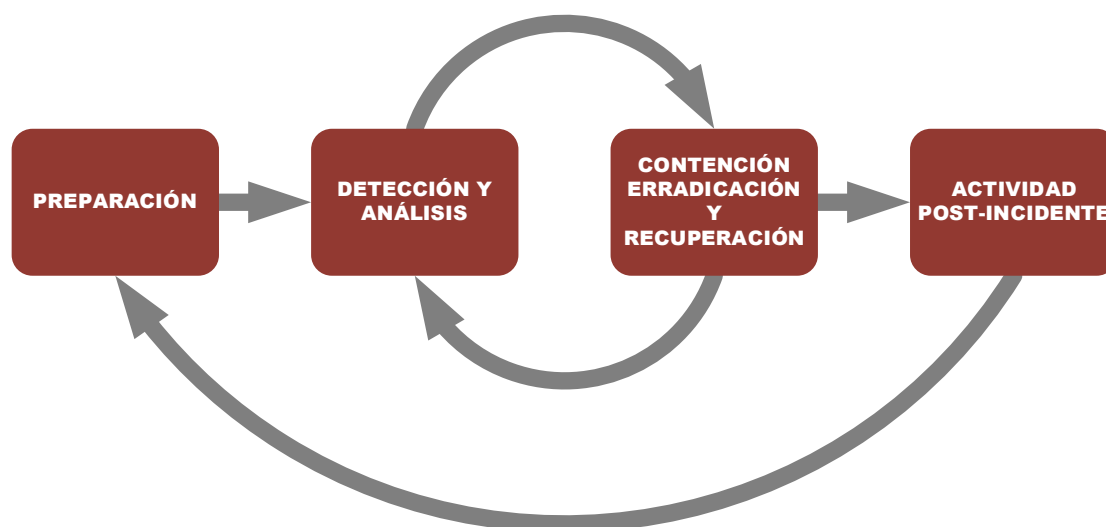 PREPARACIÓN
DETECCIÓN Y
ANÁLISIS
CONTENCIÓN
ERRADICACIÓN
Y
RECUPERACIÓN
ACTIVIDAD
POST-INCIDENTE